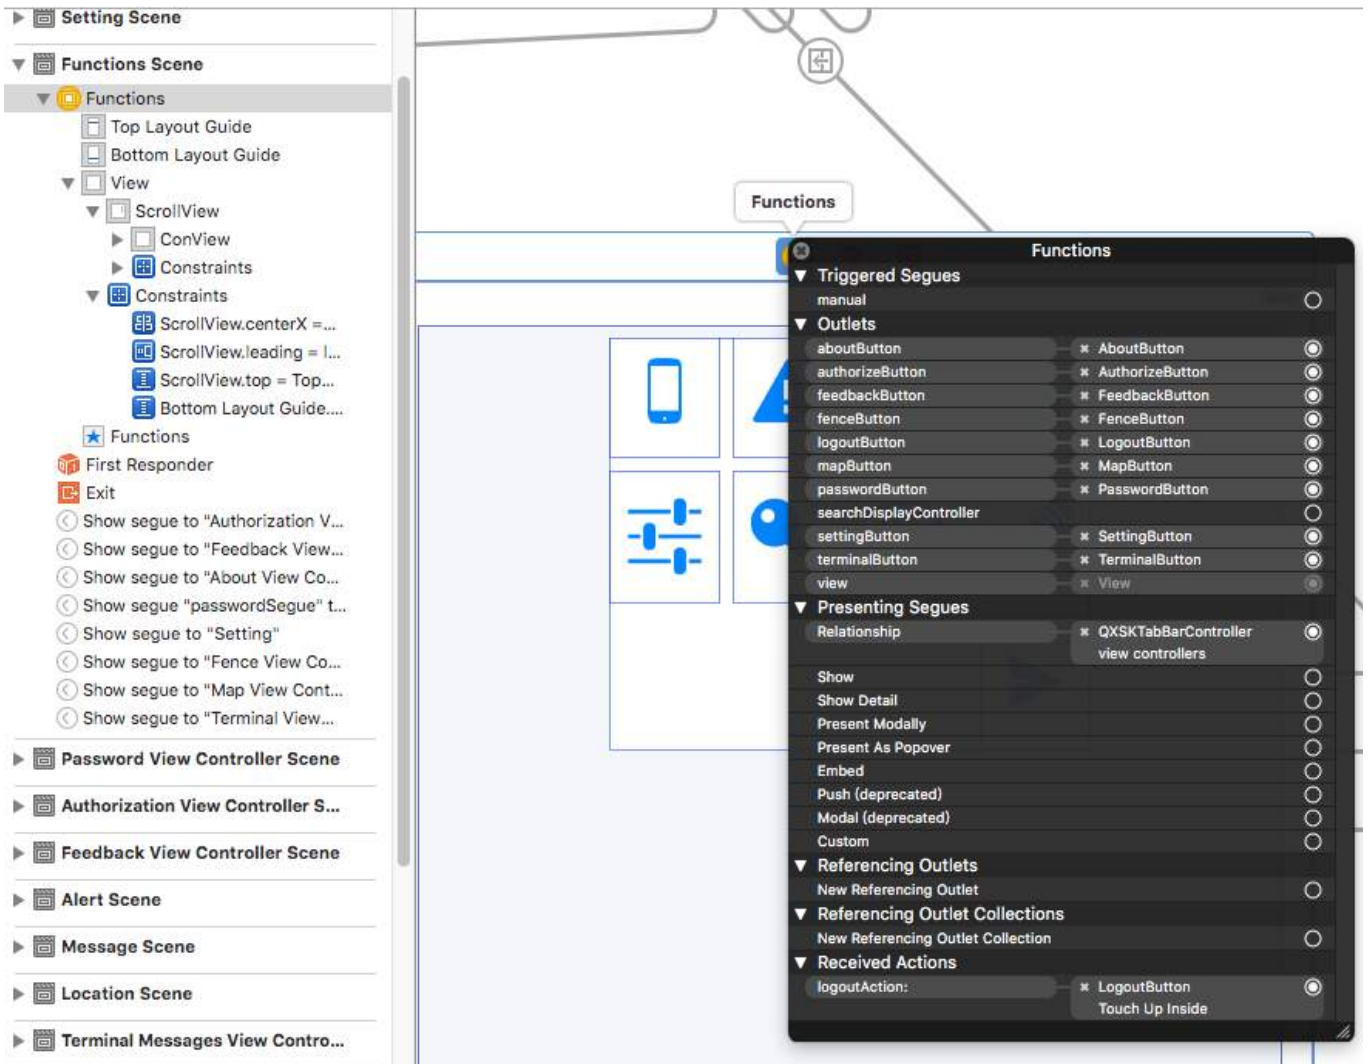 Setting Scene
Functions Scene
Functions
Top Layout Guide
Bottom Layout Guide
View
ScrollView
ConView
Constraints
Constraints
ScrollView.centerX =...
ScrollView.leading = l...
ScrollView.top = Top...
Bottom Layout Guide....
Functions
First Responder
Exit
Show segue to "Authorization V...
Show segue to "Feedback View...
Show segue to "About View Co...
Show segue "passwordSegue" t...
Show segue to "Setting"
Show segue to "Fence View Co...
Show segue to "Map View Cont...
Show segue to "Terminal View...
Password View Controller Scene
Authorization View Controller S...
Feedback View Controller Scene
Alert Scene
Message Scene
Location Scene
Terminal Messages View Contro...
Functions
Functions
Triggered Segues
manual
Outlets
aboutButton AboutButton
authorizeButton AuthorizeButton
feedbackButton FeedbackButton
fenceButton FenceButton
logoutButton LogoutButton
mapButton MapButton
passwordButton PasswordButton
searchDisplayController
settingButton SettingButton
terminalButton TerminalButton
view View
Presenting Segues
Relationship QXSKTabBarController
view controllers
Show
Show Detail
Present Modally
Present As Popover
Embed
Push (deprecated)
Modal (deprecated)
Custom
Referencing Outlets
New Referencing Outlet
Referencing Outlet Collections
New Referencing Outlet Collection
Received Actions
logoutAction: LogoutButton
Touch Up Inside